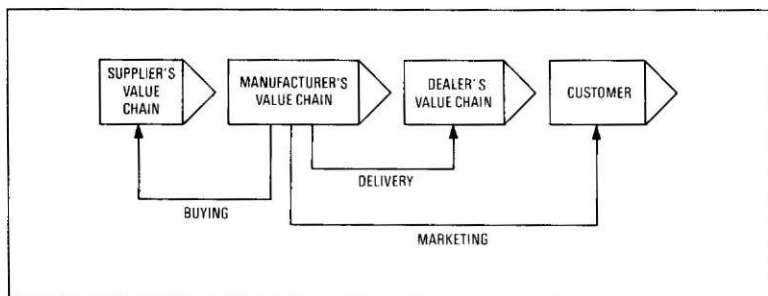 SUPPLIER'S
VALUE
CHAIN
MANUFACTURER'S
VALUE CHAIN
DEALER'S
VALUE CHAIN
CUSTOMER
DELIVERY
BUYING
MARKETING